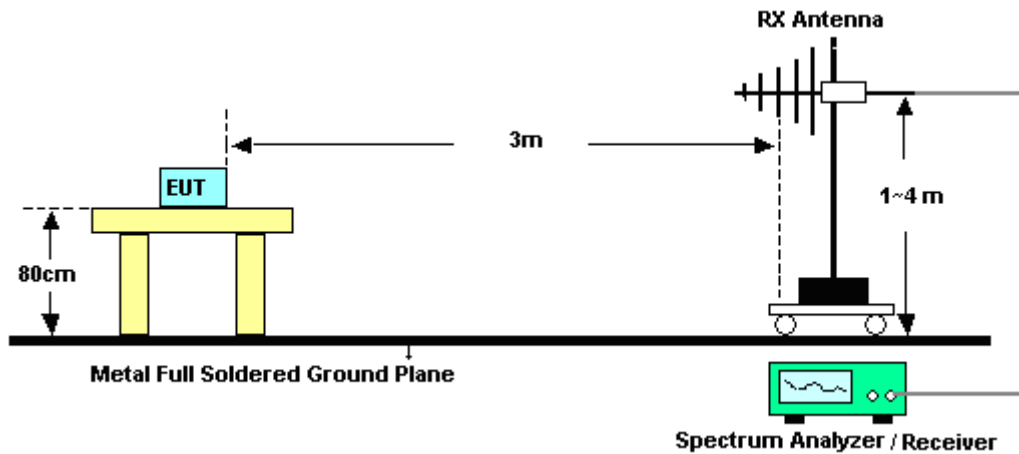 RX Antenna
3m
EUT
1~4 m
80cm
Metal Full Soldered Ground Plane
Spectrum Analyzer / Receiver